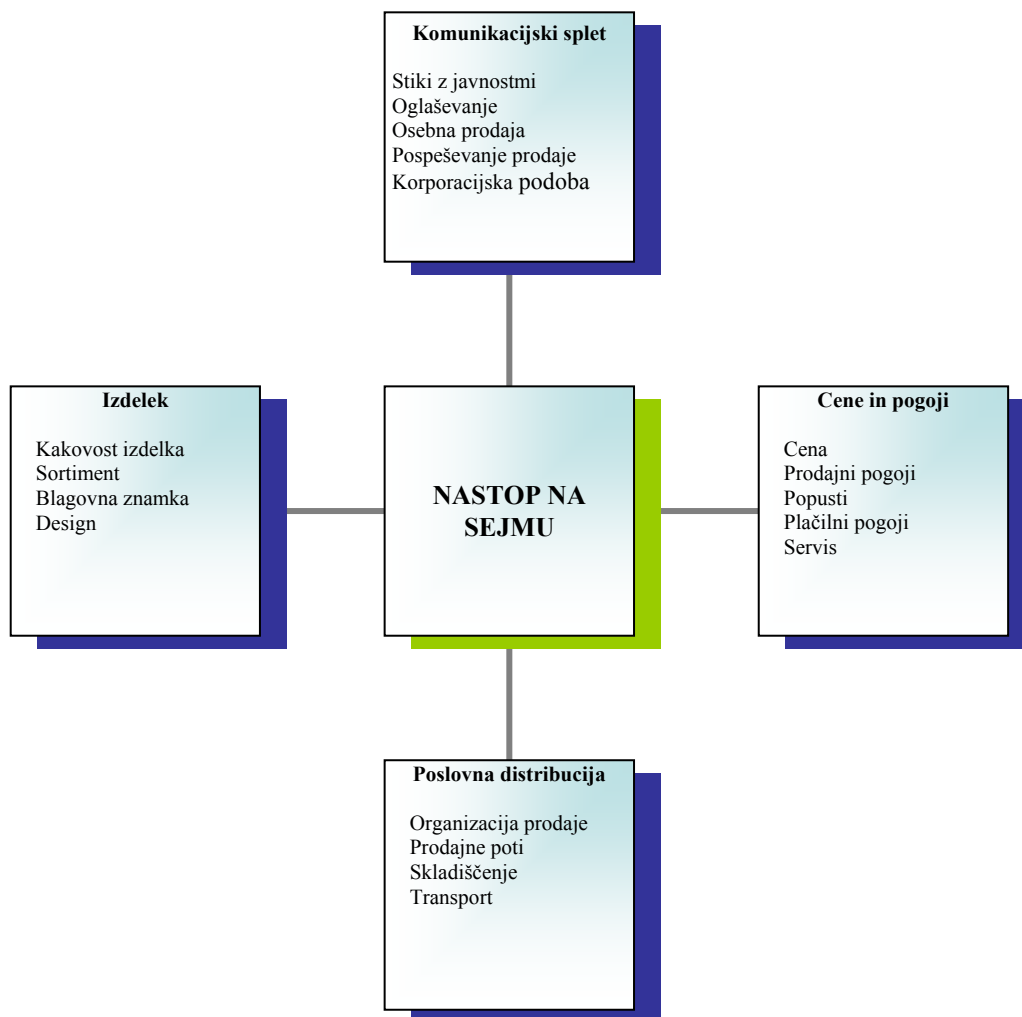 Komunikacijski splet
Stiki z javnostmi
Oglaševanje
Osebna prodaja
Pospeševanje prodaje
Korporacijska podoba
Izdelek
Kakovost izdelka
Sortiment
Blagovna znamka
Design
NASTOP NA
SEJMU
Cene in pogoji
Cena
Prodajni pogoji
Popusti
Plačilni pogoji
Servis
Poslovna distribucija
Organizacija prodaje
Prodajne poti
Skladiščenje
Transport